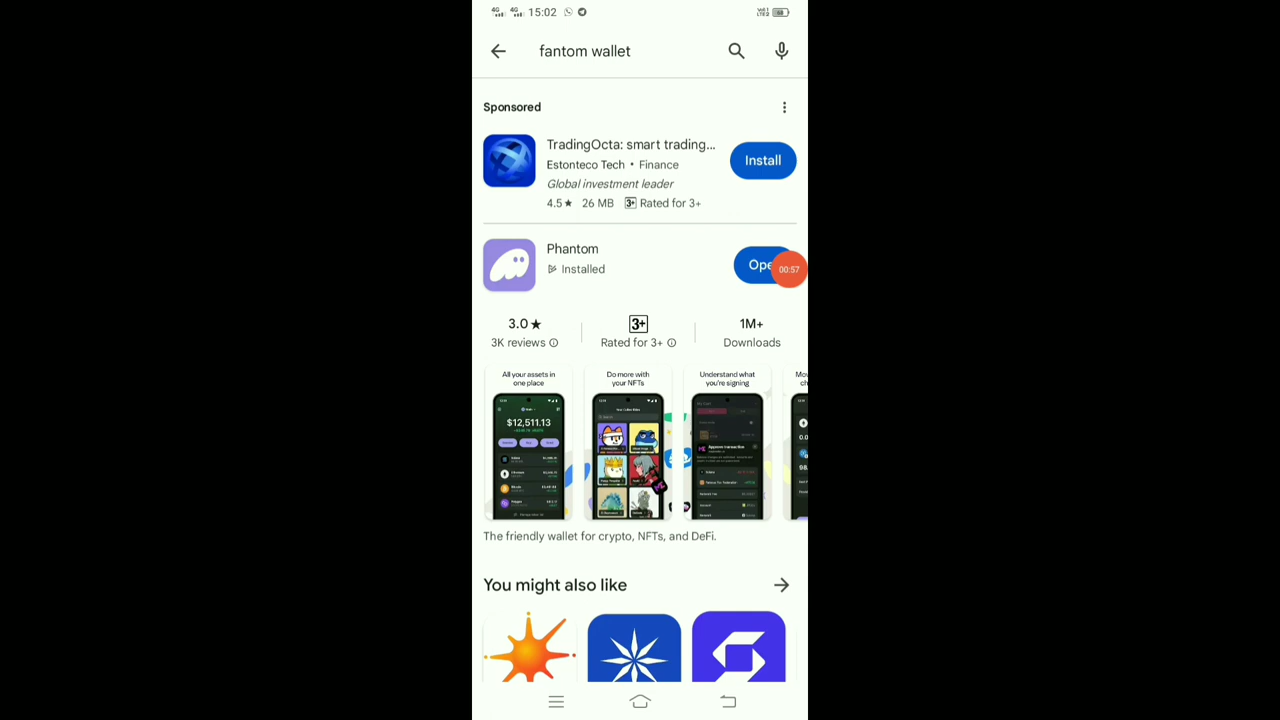 4G 4G 15:02
fantom wallet
Sponsored
TradingOcta: smart trading...
Install
Estonteco Tech • Finance
Global investment leader
4.5★ 26 MB 3+ Rated for 3+
Phantom
Installed
Ope
00:57
3.0★ 3+ 1M+
3K reviews Rated for 3+ Downloads
All your assets in
one place
Do more with
your NFTs
Understand what
you're signing
$12,511.13
The friendly wallet for crypto, NFTs, and DeFi.
You might also like